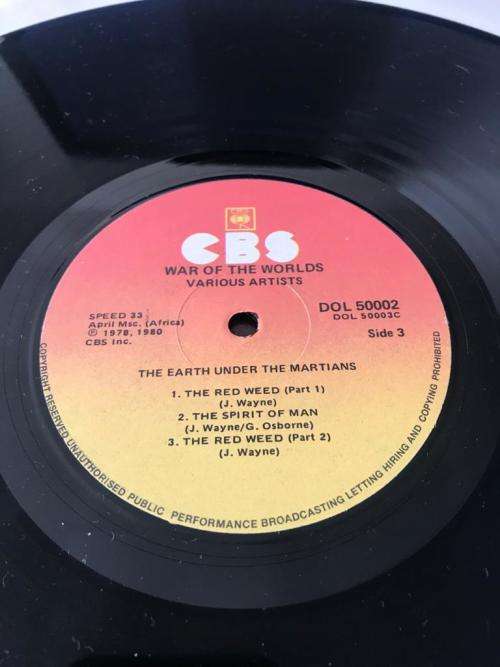 CBS
WAR OF THE WORLDS
VARIOUS ARTISTS
SPEED 33
April Msc. (Africa)
℗ 1978, 1980
CBS Inc.
DOL 50002
DOL 50003C
Side 3
THE EARTH UNDER THE MARTIANS
1. THE RED WEED (Part 1)
(J. Wayne)
2. THE SPIRIT OF MAN
(J. Wayne/G. Osborne)
3. THE RED WEED (Part 2)
(J. Wayne)
COPYRIGHT RESERVED UNAUTHORISED PUBLIC PERFORMANCE BROADCASTING LETTING HIRING AND COPYING PROHIBITED